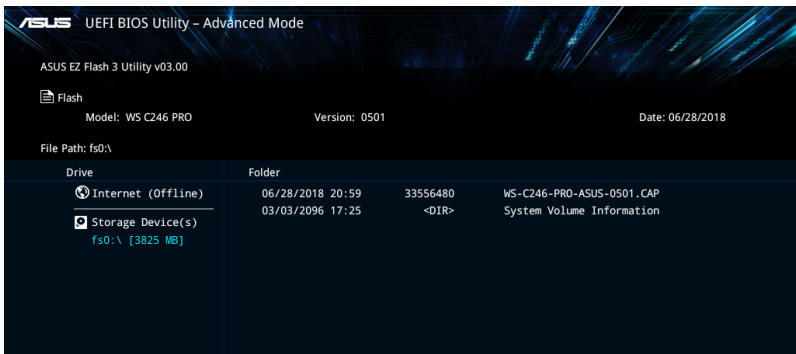 ASUS UEFI BIOS Utility – Advanced Mode
ASUS EZ Flash 3 Utility v03.00
Flash
Model: WS C246 PRO Version: 0501 Date: 06/28/2018
File Path: fs0:\
Drive Folder
Internet (Offline) 06/28/2018 20:59 33556480 WS-C246-PRO-ASUS-0501.CAP
03/03/2096 17:25 <DIR> System Volume Information
Storage Device(s)
fs0:\ [3825 MB]